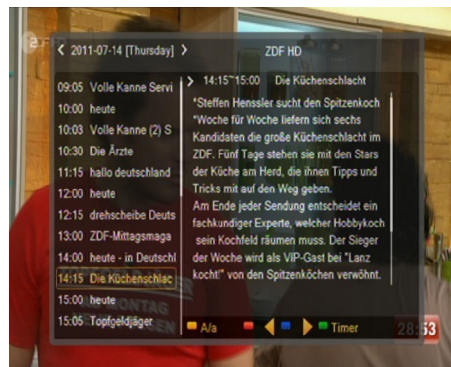 ZDF
< 2011-07-14 [Thursday] >
ZDF HD
09:05 Volle Kanne Servi
10:00 heute
10:03 Volle Kanne (2) S
10:30 Die Ärzte
11:15 hallo deutschland
12:00 heute
12:15 drehscheibe Deuts
13:00 ZDF-Mittagsmaga
14:00 heute - in Deutschl
14:15 Die Küchenschlac
15:00 heute
15:05 Topfgeldjäger
> 14:15~15:00 Die Küchenschlacht
*Steffen Henssler sucht den Spitzenkoch
*Woche für Woche liefern sich sechs
Kandidaten die große Küchenschlacht im
ZDF. Fünf Tage stehen sie mit den Stars
der Küche am Herd, die ihnen Tipps und
Tricks mit auf den Weg geben.
Am Ende jeder Sendung entscheidet ein
fachkundiger Experte, welcher Hobbykoch
sein Kochfeld räumen muss. Der Sieger
der Woche wird als VIP-Gast bei "Lanz
kocht!" von den Spitzenköchen verwöhnt.
A/a
Timer
28:53